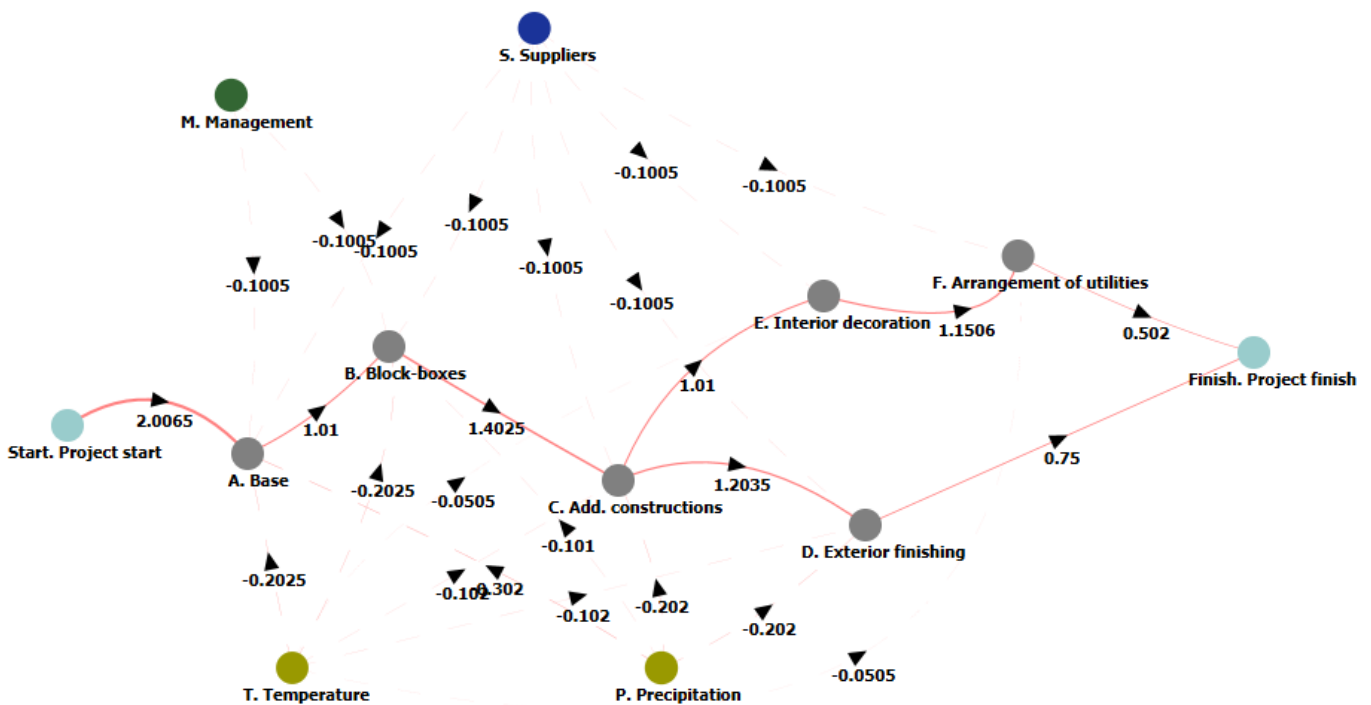 S. Suppliers
M. Management
-0.1005
-0.1005
-0.1005
-0.1005
-0.1005
-0.1005
-0.1005
-0.1005
F. Arrangement of utilities
E. Interior decoration
1.1506
0.502
B. Block-boxes
1.01
Finish. Project finish
2.0065
1.01
1.4025
Start. Project start
0.75
A. Base
-0.2025
-0.0505
1.2035
C. Add. constructions
-0.101
D. Exterior finishing
-0.2025
-0.102
-0.302
-0.102
-0.202
-0.202
-0.0505
T. Temperature
P. Precipitation